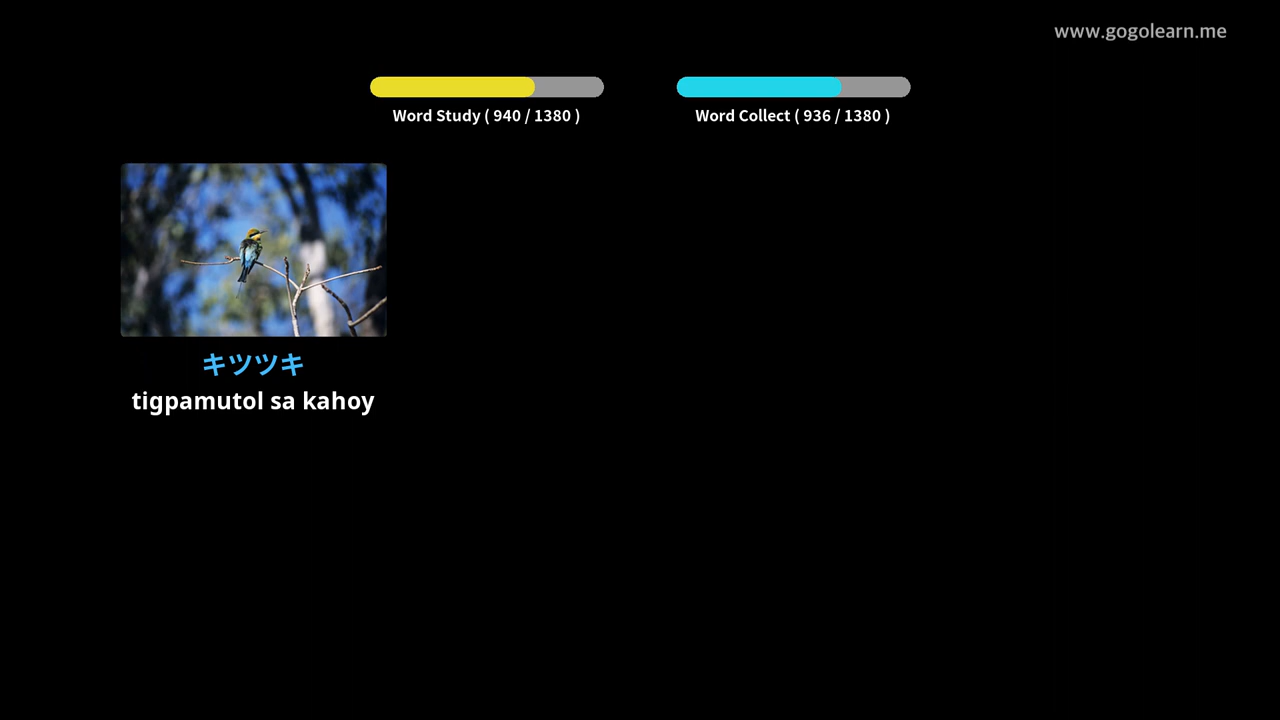 www.gogolearn.me
Word Study ( 940 / 1380 )
Word Collect ( 936 / 1380 )
キツツキ
tigpamutol sa kahoy